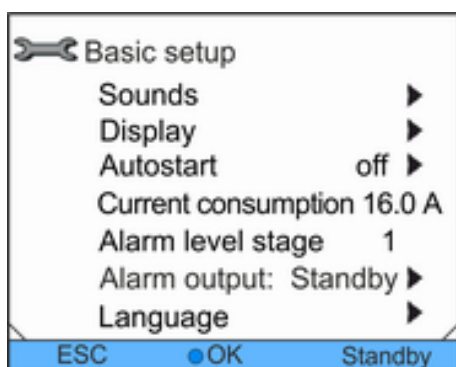 Basic setup
Sounds
Display
Autostart off
Current consumption 16.0 A
Alarm level stage 1
Alarm output: Standby
Language
ESC OK Standby